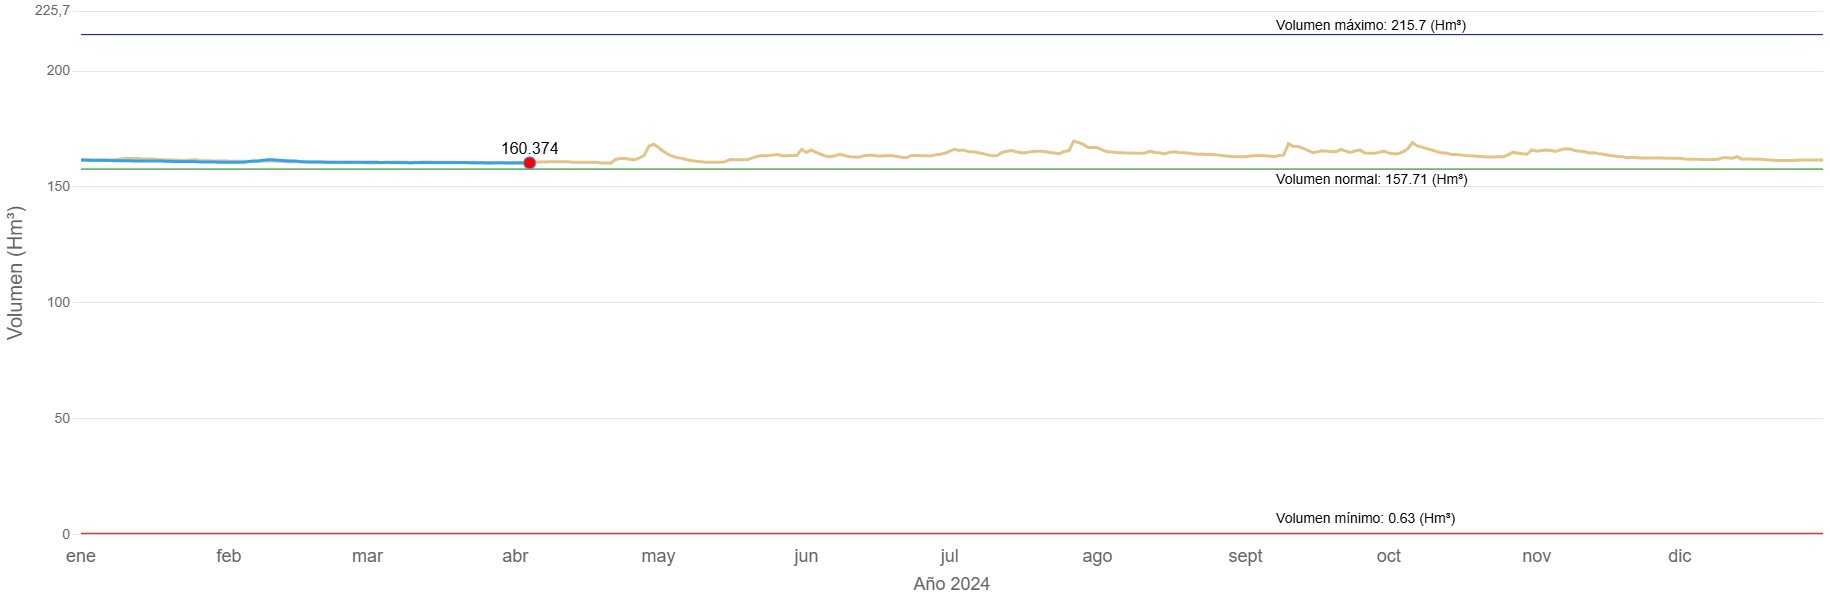 225,7
Volumen máximo: 215.7 (Hm³)
200
160.374
150
Volumen normal: 157.71 (Hm³)
Volumen (Hm³)
100
50
Volumen mínimo: 0.63 (Hm³)
0
ene feb mar abr may jun jul ago sept oct nov dic
Año 2024